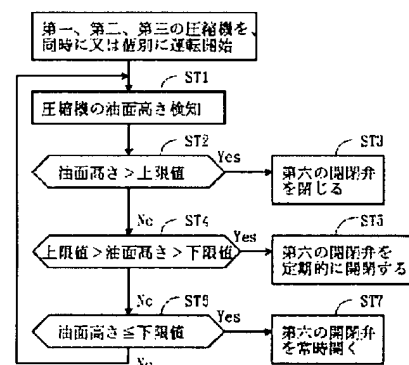 第一、第二、第三の圧縮機を、
同時に又は個別に運転開始
ST1
圧縮機の油面高さ検知
ST2
油面高さ＞上限値
Yes
ST3
第六の開閉弁
を閉じる
No
ST4
上限値＞油面高さ＞下限値
Yes
ST5
第六の開閉弁を
定期的に開閉する
No
ST6
油面高さ≦下限値
Yes
ST7
第六の開閉弁
を常時開く
No